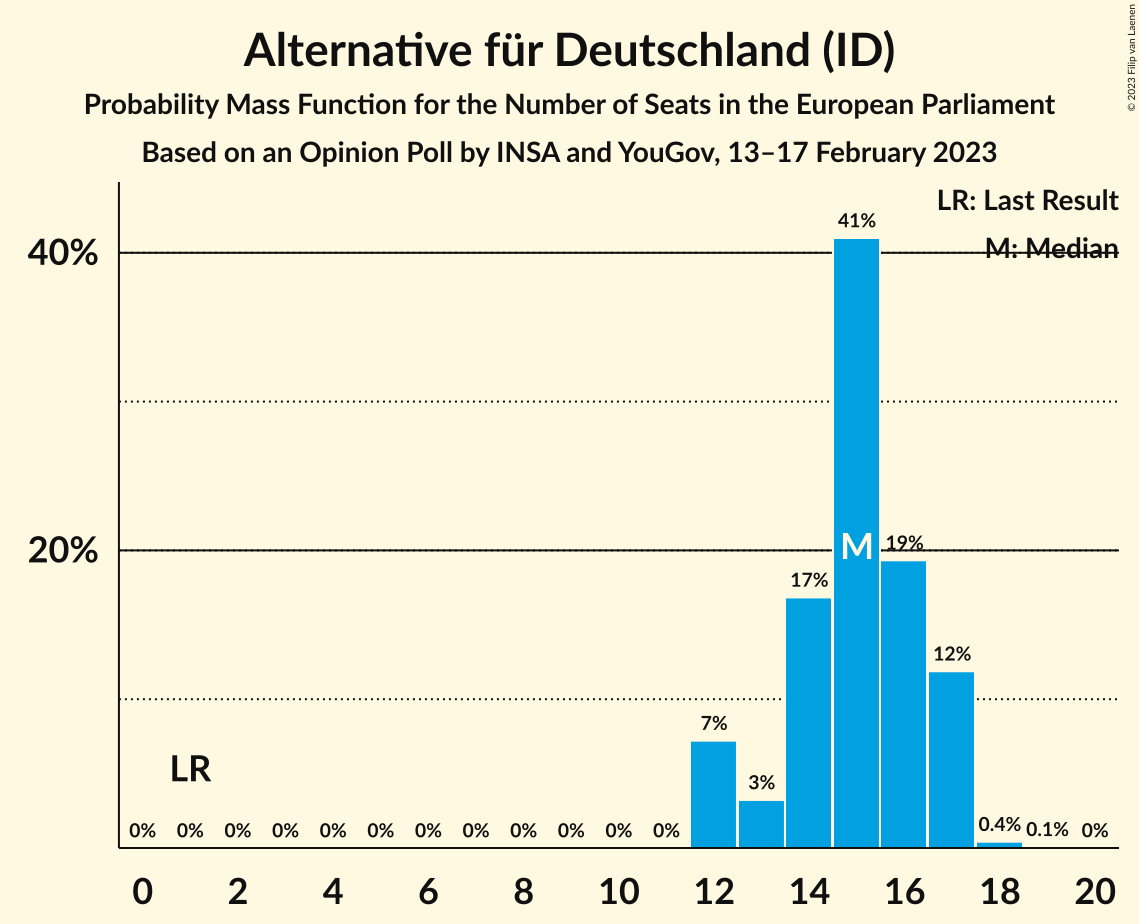 Alternative für Deutschland (ID)
Probability Mass Function for the Number of Seats in the European Parliament
Based on an Opinion Poll by INSA and YouGov, 13–17 February 2023
© 2023 Filip van Laenen
LR: Last Result
M: Median
40%
20%
41%
M
19%
17%
12%
7%
3%
LR
0% 0% 0% 0% 0% 0% 0% 0% 0% 0% 0% 0% 0.4% 0.1% 0%
0 2 4 6 8 10 12 14 16 18 20